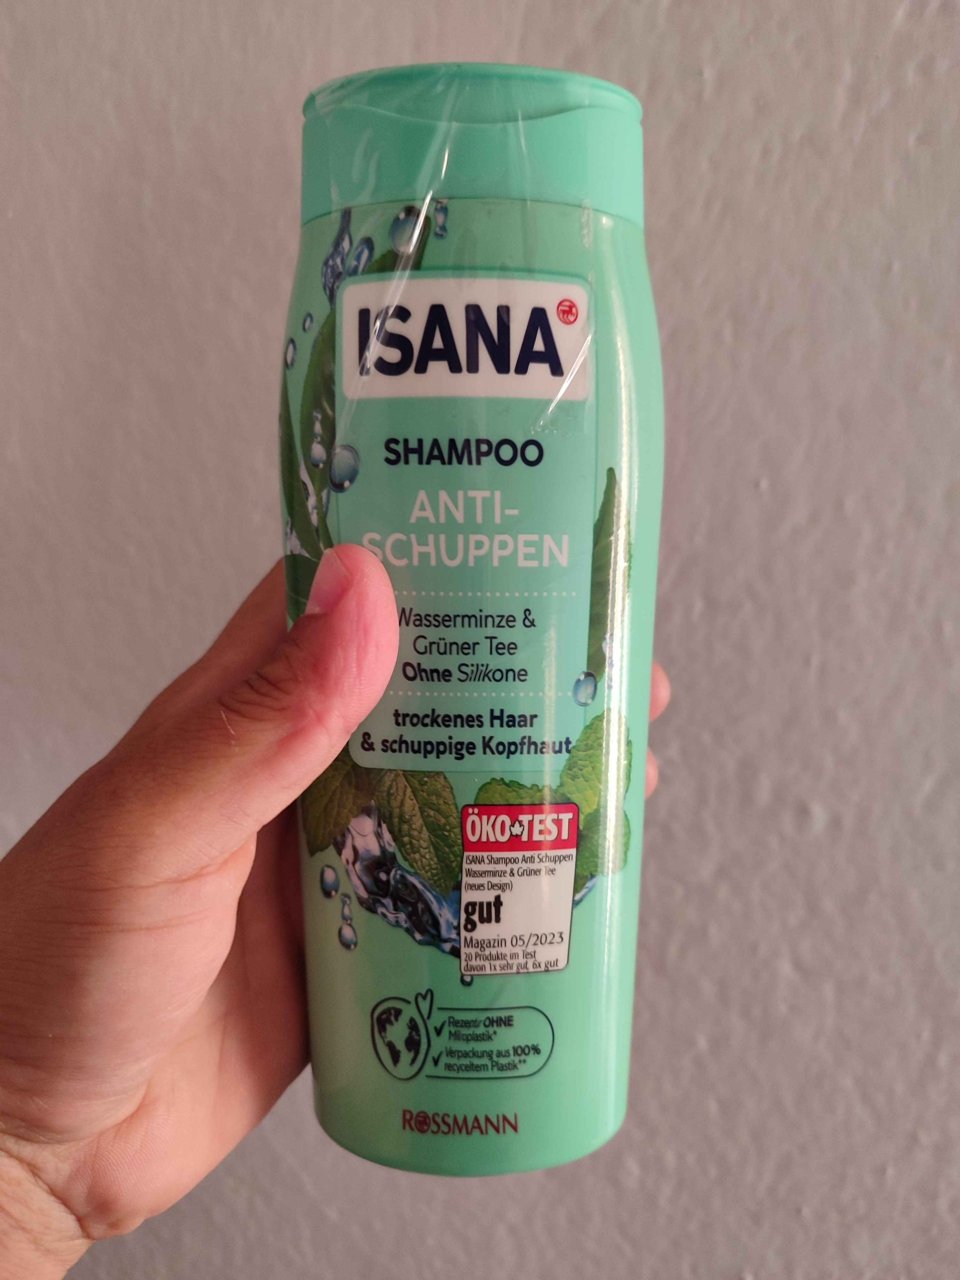 ISANA
SHAMPOO
ANTI-
SCHUPPEN
Wasserminze &
Grüner Tee
Ohne Silikone
trockenes Haar
& schuppige Kopfhaut
ÖKO TEST
ISANA Shampoo Anti Schuppen
Wasserminze & Grüner Tee
(neues Design)
gut
Magazin 05/2023
20 Produkte im Test
davon 1x sehr gut, 6x gut
Rezeptur OHNE
Mikroplastik*
Verpackung aus 100%
recyceltem Plastik**
ROSSMANN